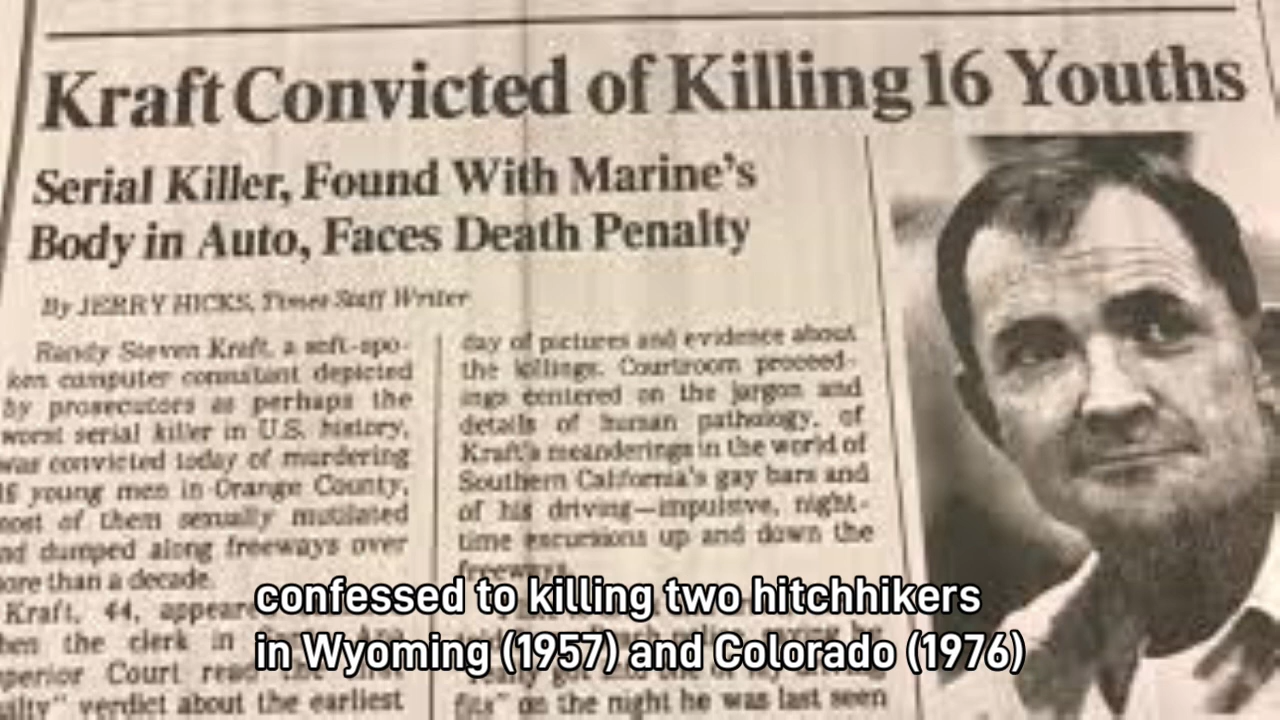 Kraft Convicted of Killing 16 Youths
Serial Killer, Found With Marine's
Body in Auto, Faces Death Penalty
By JERRY HICKS, Times Staff Writer
Randy Steven Kraft, a soft-spo-
ken computer consultant depicted
by prosecutors as perhaps the
worst serial killer in U.S. history,
was convicted today of murdering
16 young men in Orange County,
most of them sexually mutilated
and dumped along freeways over
more than a decade.
Kraft, 44,
the clerk in
Superior Court
verdict about the earliest
day of pictures and evidence about
the killings. Courtroom proceed-
ings centered on the jargon and
details of human pathology, of
Kraft's meanderings in the world of
Southern California's gay bars and
of his driving—impulsive, night-
time excursions up and down the
freeways.
on the night he was last seen
confessed to killing two hitchhikers
in Wyoming (1957) and Colorado (1976)